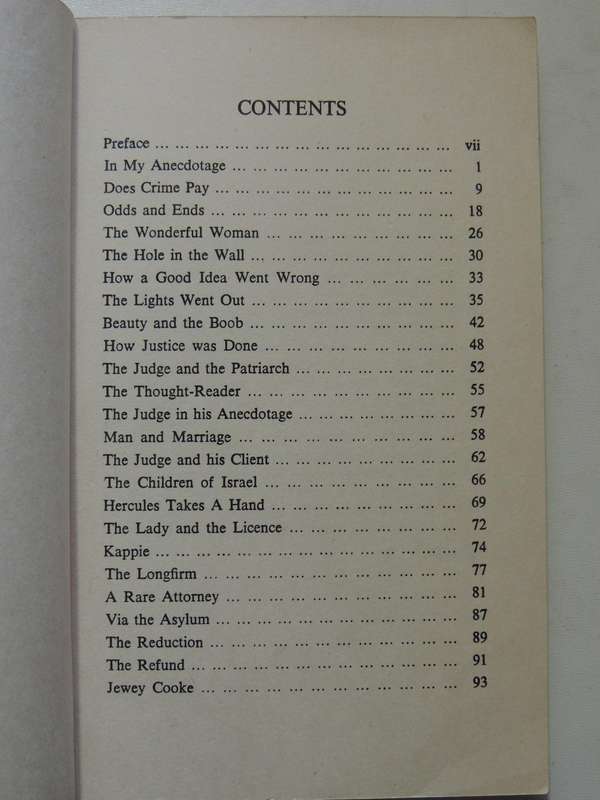 CONTENTS
Preface ... ... ... ... ... ... ... ... ... ... ... ... ... ... ... vii
In My Anecdotage ... ... ... ... ... ... ... ... ... ... ... 1
Does Crime Pay ... ... ... ... ... ... ... ... ... ... ... ... 9
Odds and Ends ... ... ... ... ... ... ... ... ... ... ... ... 18
The Wonderful Woman ... ... ... ... ... ... ... ... ... 26
The Hole in the Wall ... ... ... ... ... ... ... ... ... ... 30
How a Good Idea Went Wrong ... ... ... ... ... ... 33
The Lights Went Out ... ... ... ... ... ... ... ... ... ... 35
Beauty and the Boob ... ... ... ... ... ... ... ... ... ... 42
How Justice was Done ... ... ... ... ... ... ... ... ... 48
The Judge and the Patriarch ... ... ... ... ... ... ... ... 52
The Thought-Reader ... ... ... ... ... ... ... ... ... ... 55
The Judge in his Anecdotage ... ... ... ... ... ... ... ... 57
Man and Marriage ... ... ... ... ... ... ... ... ... ... ... 58
The Judge and his Client ... ... ... ... ... ... ... ... ... 62
The Children of Israel ... ... ... ... ... ... ... ... ... 66
Hercules Takes A Hand ... ... ... ... ... ... ... ... ... 69
The Lady and the Licence ... ... ... ... ... ... ... ... 72
Kappie ... ... ... ... ... ... ... ... ... ... ... ... ... ... ... 74
The Longfirm ... ... ... ... ... ... ... ... ... ... ... ... 77
A Rare Attorney ... ... ... ... ... ... ... ... ... ... ... 81
Via the Asylum ... ... ... ... ... ... ... ... ... ... ... ... 87
The Reduction ... ... ... ... ... ... ... ... ... ... ... ... 89
The Refund ... ... ... ... ... ... ... ... ... ... ... ... ... 91
Jewey Cooke ... ... ... ... ... ... ... ... ... ... ... ... 93